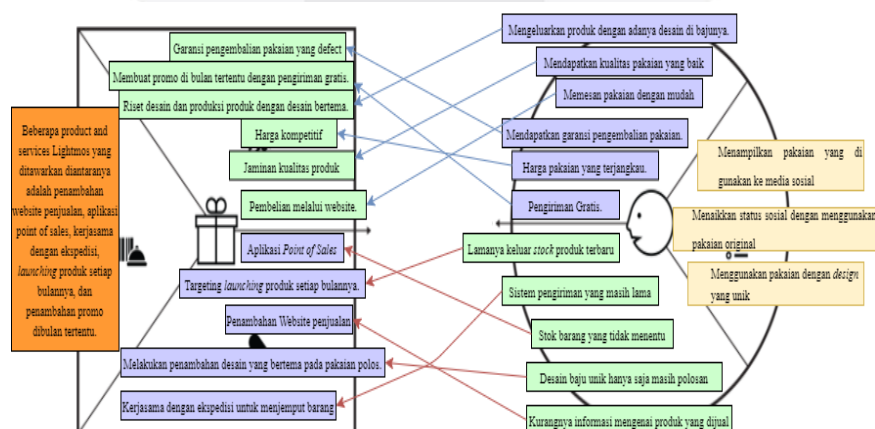 Beberapa product and
services Lightmos yang
ditawarkan diantaranya
adalah penambahan
website penjualan, aplikasi
point of sales, kerjasama
dengan ekspedisi,
launching produk setiap
bulannya, dan
penambahan promo
dibulan tertentu.
Garansi pengembalian pakaian yang defect
Membuat promo di bulan tertentu dengan pengiriman gratis.
Riset desain dan produksi produk dengan desain bertema.
Harga kompetitif
Jaminan kualitas produk
Pembelian melalui website.
Aplikasi Point of Sales
Targeting launching produk setiap bulannya.
Penambahan Website penjualan
Melakukan penambahan desain yang bertema pada pakaian polos.
Kerjasama dengan ekspedisi untuk menjemput barang
Mengeluarkan produk dengan adanya desain di bajunya.
Mendapatkan kualitas pakaian yang baik
Memesan pakaian dengan mudah
Mendapatkan garansi pengembalian pakaian.
Harga pakaian yang terjangkau.
Pengiriman Gratis.
Lamanya keluar stock produk terbaru
Sistem pengiriman yang masih lama
Stok barang yang tidak menentu
Desain baju unik hanya saja masih polosan
Kurangnya informasi mengenai produk yang dijual
Menampilkan pakaian yang di
gunakan ke media sosial
Menaikkan status sosial dengan menggunakan
pakaian original
Menggunakan pakaian dengan design
yang unik